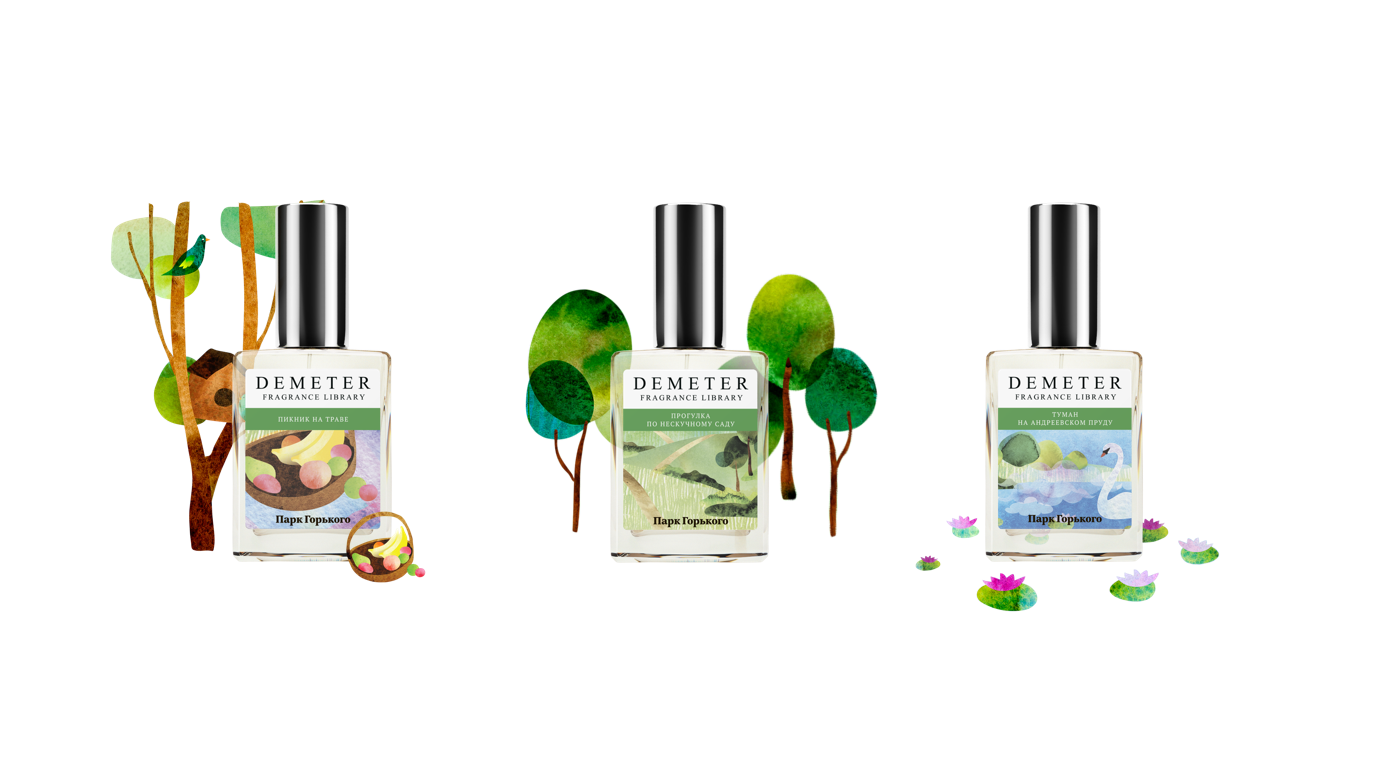 DEMETER
FRAGRANCE LIBRARY
ПИКНИК НА ТРАВЕ
Парк Горького
DEMETER
FRAGRANCE LIBRARY
ПРОГУЛКА
ПО НЕСКУЧНОМУ САДУ
Парк Горького
DEMETER
FRAGRANCE LIBRARY
ТУМАН
НА АНДРЕЕВСКОМ ПРУДУ
Парк Горького